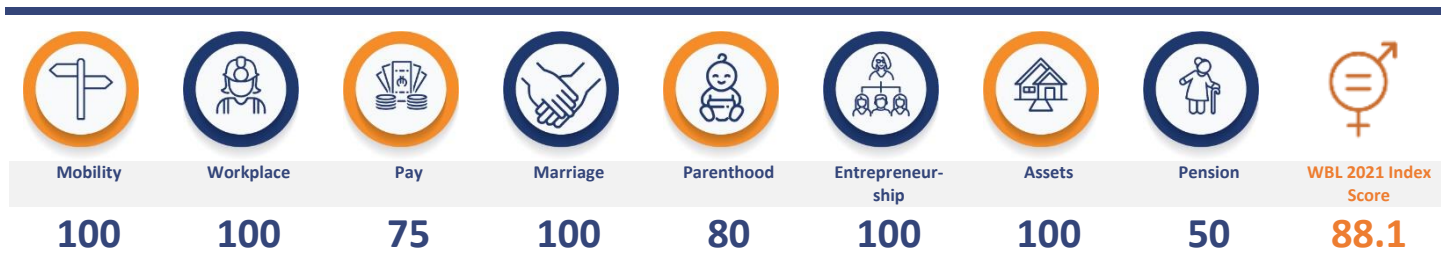 Mobility
Workplace
Pay
Marriage
Parenthood
Entrepreneur-
ship
Assets
Pension
WBL 2021 Index
Score
100
100
75
100
80
100
100
50
88.1